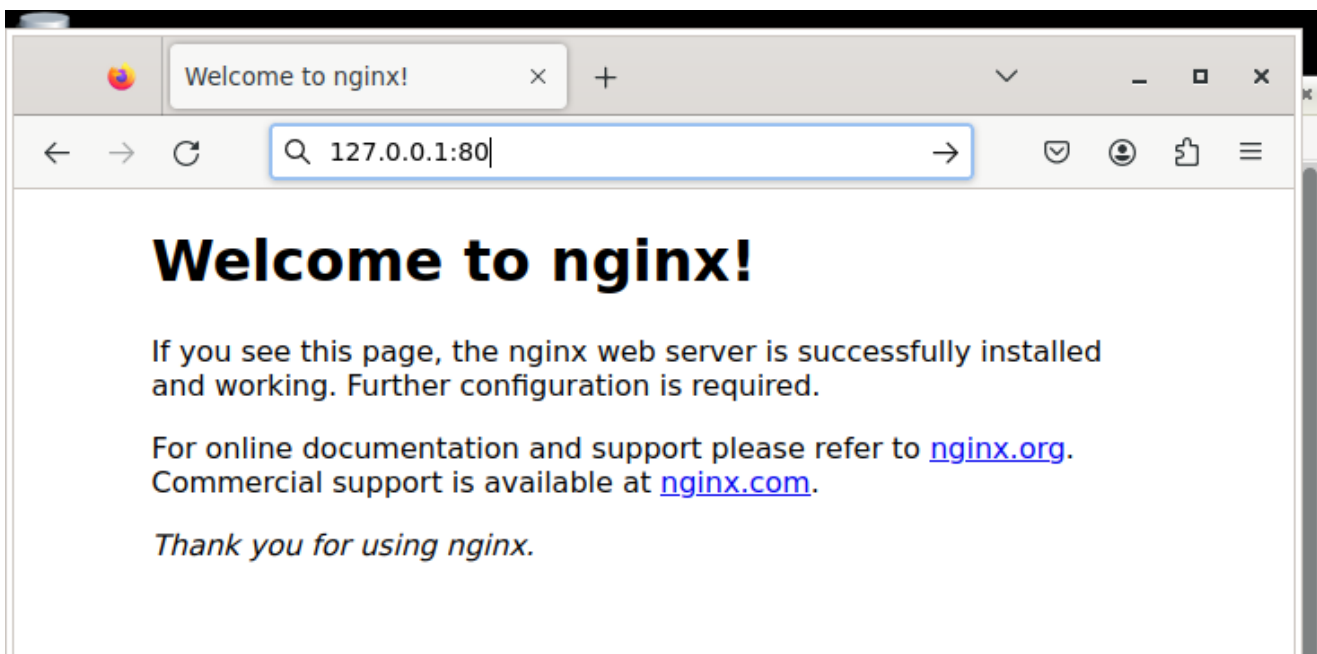 Welcome to nginx!
127.0.0.1:80
Welcome to nginx!
If you see this page, the nginx web server is successfully installed
and working. Further configuration is required.
For online documentation and support please refer to nginx.org.
Commercial support is available at nginx.com.
Thank you for using nginx.